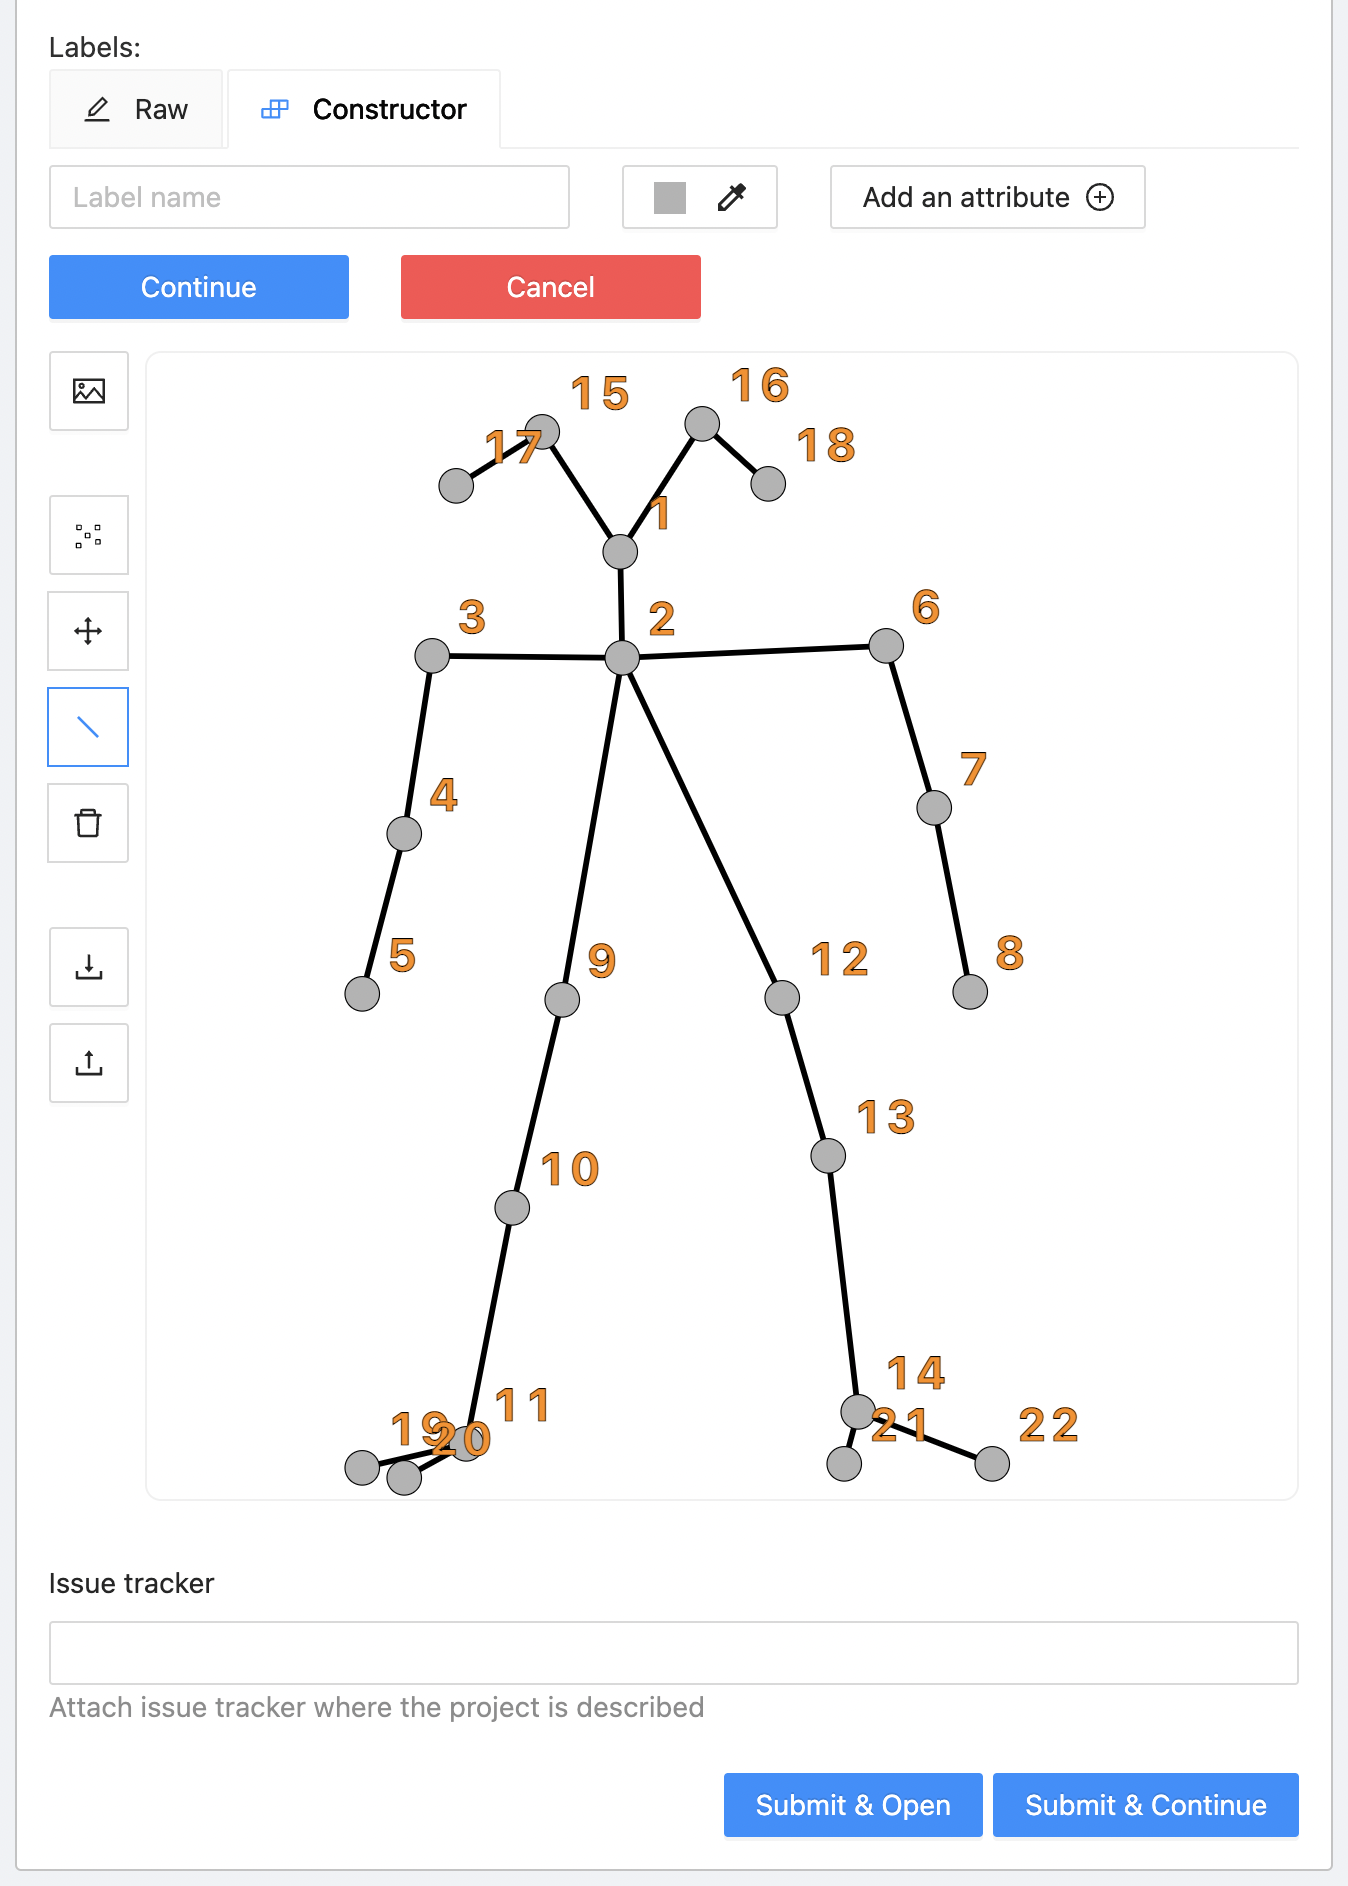 Labels:
Raw Constructor
Label name Add an attribute
Continue Cancel
15 16
17 18
1
3 2 6
4 7
5 9 12 8
10 13
19 20 11 14 21 22
Issue tracker
Attach issue tracker where the project is described
Submit & Open Submit & Continue